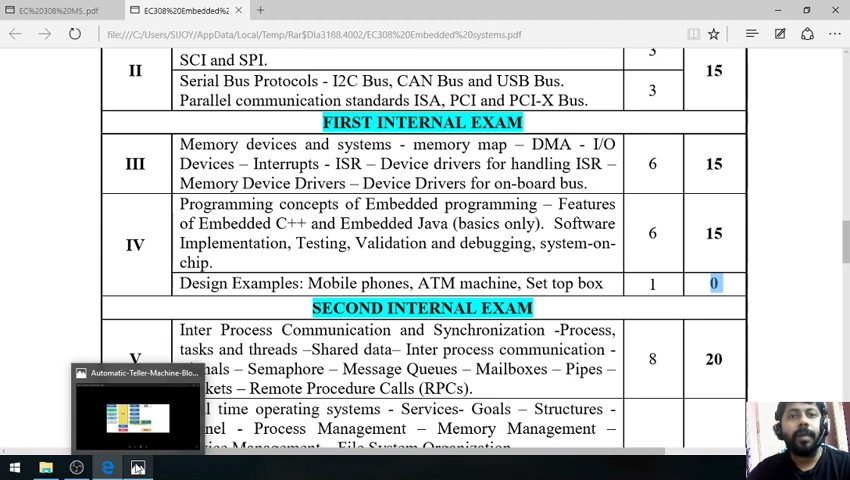 EC%20308%20M5..pdf
EC308%20Embedded%2
file:///C:/Users/SIJOY/AppData/Local/Temp/Rar$DIa3188.4002/EC308%20Embedded%20systems.pdf
II
SCI and SPI.
3
15
Serial Bus Protocols - I2C Bus, CAN Bus and USB Bus.
Parallel communication standards ISA, PCI and PCI-X Bus.
3
FIRST INTERNAL EXAM
III
Memory devices and systems - memory map – DMA - I/O
Devices – Interrupts - ISR – Device drivers for handling ISR –
Memory Device Drivers – Device Drivers for on-board bus.
6
15
IV
Programming concepts of Embedded programming – Features
of Embedded C++ and Embedded Java (basics only). Software
Implementation, Testing, Validation and debugging, system-on-
chip.
6
15
Design Examples: Mobile phones, ATM machine, Set top box
1
0
SECOND INTERNAL EXAM
V
Inter Process Communication and Synchronization -Process,
tasks and threads –Shared data– Inter process communication -
– Semaphore – Message Queues – Mailboxes – Pipes –
– Remote Procedure Calls (RPCs).
8
20
time operating systems - Services- Goals – Structures -
- Process Management – Memory Management –
Management – File System Organization.
Automatic-Teller-Machine-Blo...